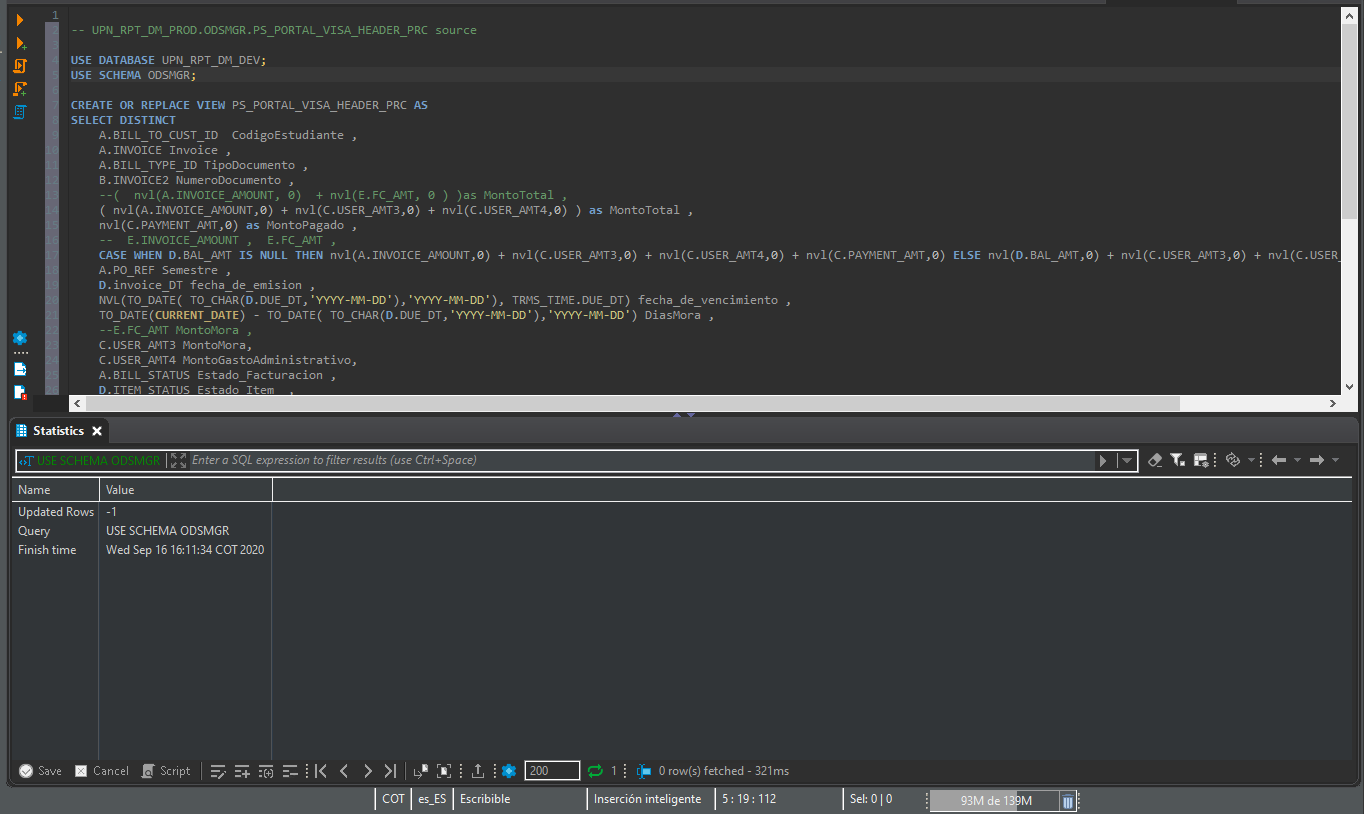 1
-- UPN_RPT_DM_PROD.ODSMGR.PS_PORTAL_VISA_HEADER_PRC source
USE DATABASE UPN_RPT_DM_DEV;
USE SCHEMA ODSMGR;
CREATE OR REPLACE VIEW PS_PORTAL_VISA_HEADER_PRC AS
SELECT DISTINCT
A.BILL_TO_CUST_ID  CodigoEstudiante ,
A.INVOICE Invoice ,
A.BILL_TYPE_ID TipoDocumento ,
B.INVOICE2 NumeroDocumento ,
--(  nvl(A.INVOICE_AMOUNT, 0)  + nvl(E.FC_AMT, 0 ) )as MontoTotal ,
( nvl(A.INVOICE_AMOUNT,0) + nvl(C.USER_AMT3,0) + nvl(C.USER_AMT4,0) ) as MontoTotal ,
nvl(C.PAYMENT_AMT,0) as MontoPagado ,
--  E.INVOICE_AMOUNT ,  E.FC_AMT ,
CASE WHEN D.BAL_AMT IS NULL THEN nvl(A.INVOICE_AMOUNT,0) + nvl(C.USER_AMT3,0) + nvl(C.USER_AMT4,0) + nvl(C.PAYMENT_AMT,0) ELSE nvl(D.BAL_AMT,0) + nvl(C.USER_AMT3,0) + nvl(C.USER_
A.PO_REF Semestre ,
D.invoice_DT fecha_de_emision ,
NVL(TO_DATE( TO_CHAR(D.DUE_DT,'YYYY-MM-DD'),'YYYY-MM-DD'), TRMS_TIME.DUE_DT) fecha_de_vencimiento ,
TO_DATE(CURRENT_DATE) - TO_DATE( TO_CHAR(D.DUE_DT,'YYYY-MM-DD'),'YYYY-MM-DD') DiasMora ,
--E.FC_AMT MontoMora ,
C.USER_AMT3 MontoMora,
C.USER_AMT4 MontoGastoAdministrativo,
A.BILL_STATUS Estado_Facturacion ,
D.ITEM_STATUS Estado_Item  ,
Statistics
USE SCHEMA ODSMGR Enter a SQL expression to filter results (use Ctrl+Space)
Name Value
Updated Rows -1
Query USE SCHEMA ODSMGR
Finish time Wed Sep 16 16:11:34 COT 2020
Save Cancel Script 200 1 0 row(s) fetched - 321ms
COT es_ES Escribible Inserción inteligente 5 : 19 : 112 Sel: 0 | 0 93M de 139M